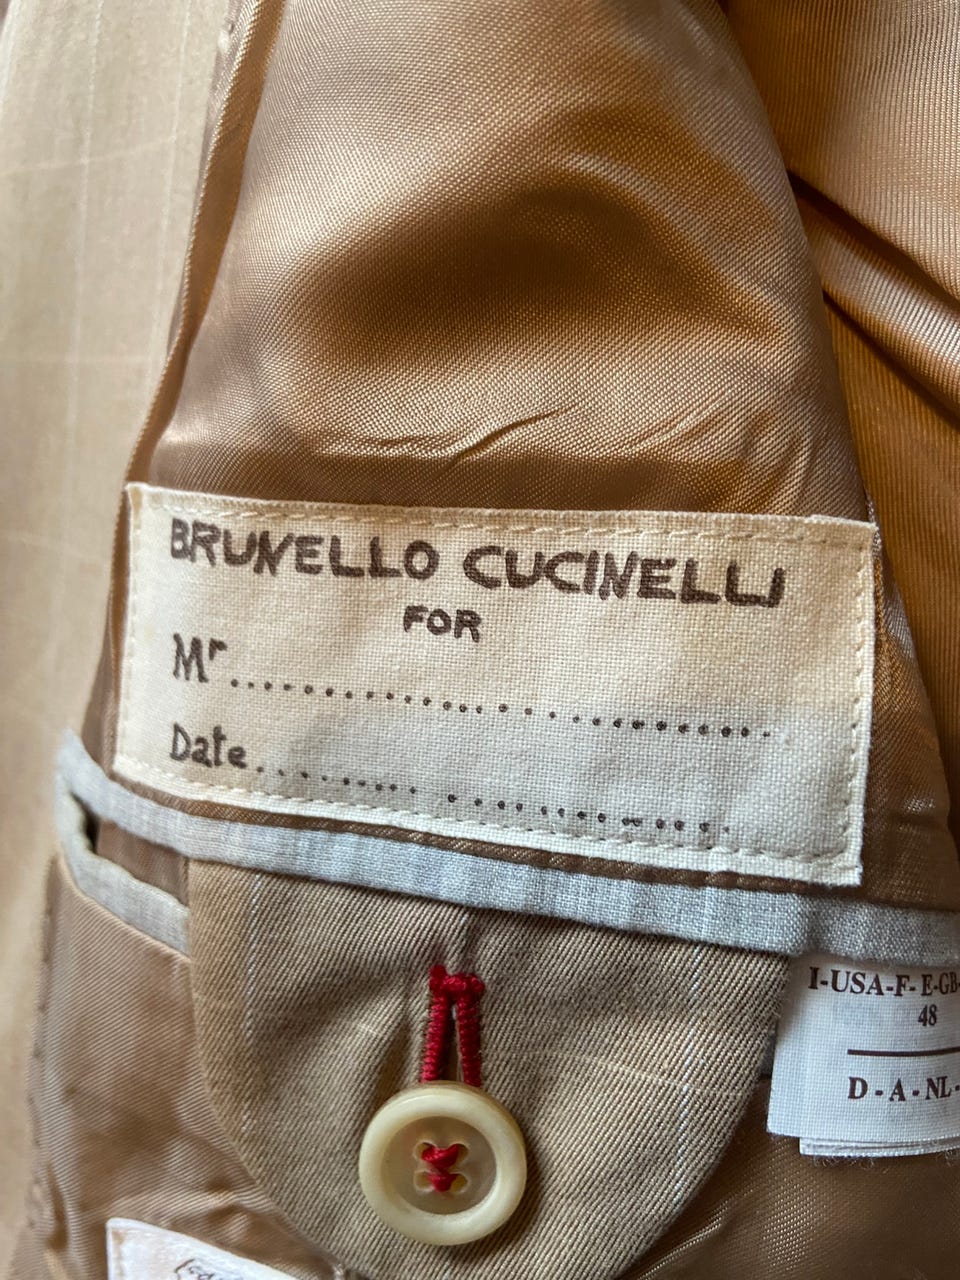 BRUNELLO CUCINELLI
FOR
Mr..............................
Date..............................
I-USA-F-E-GB-
48
D-A-NL-